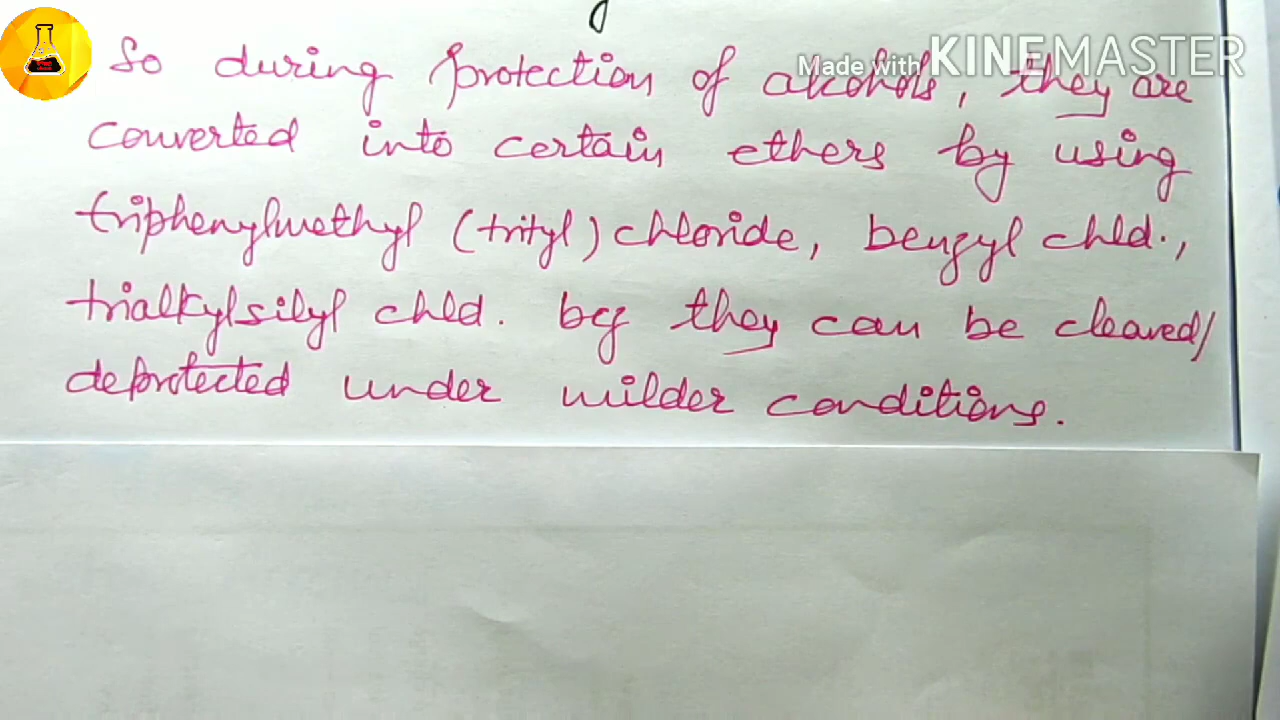 So during protection of alcohols, they are
Made with KINEMASTER
converted into certain ethers by using
triphenylmethyl (trityl) chloride, benzyl chld.,
trialkylsilyl chld. bcz they can be cleaved/
deprotected under milder conditions.